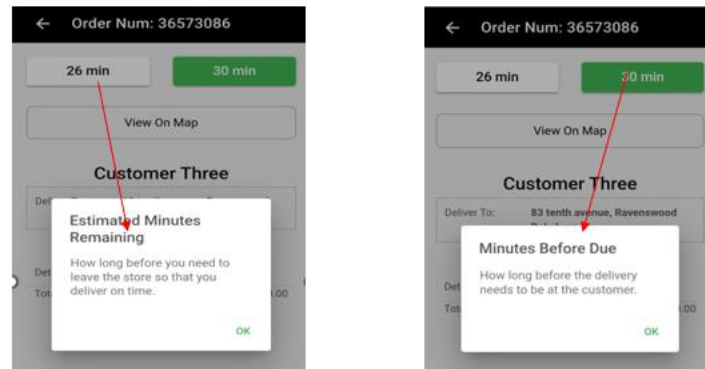 ← Order Num: 36573086
26 min 30 min
View On Map
Customer Three
Estimated Minutes
Remaining
How long before you need to
leave the store so that you
deliver on time.
OK
← Order Num: 36573086
26 min 30 min
View On Map
Customer Three
Deliver To: 83 tenth avenue, Ravenswood
Minutes Before Due
How long before the delivery
needs to be at the customer.
OK